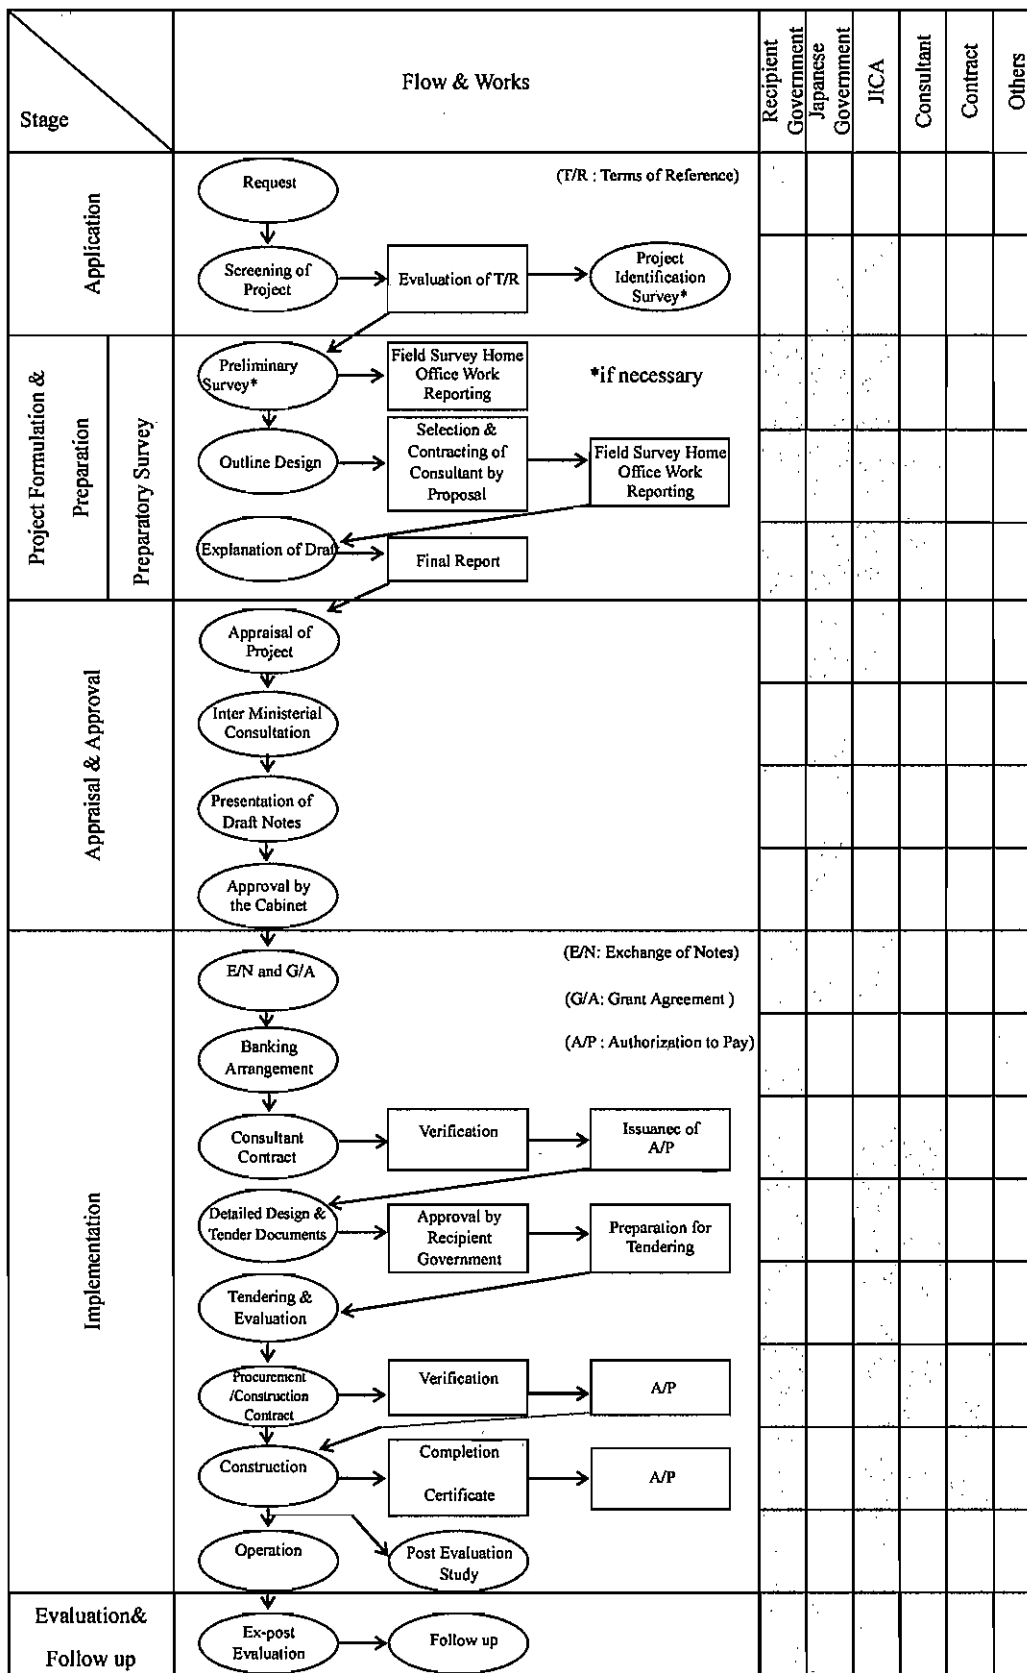 Stage
Flow & Works
Recipient
Government
Japanese
Government
JICA
Consultant
Contract
Others
Application
Request
(T/R : Terms of Reference)
Screening of
Project
Evaluation of T/R
Project
Identification
Survey*
Project Formulation &
Preparation
Preparatory Survey
Preliminary
Survey*
Field Survey Home
Office Work
Reporting
*if necessary
Outline Design
Selection &
Contracting of
Consultant by
Proposal
Field Survey Home
Office Work
Reporting
Explanation of Draft
Final Report
Appraisal & Approval
Appraisal of
Project
Inter Ministerial
Consultation
Presentation of
Draft Notes
Approval by
the Cabinet
Implementation
E/N and G/A
(E/N: Exchange of Notes)
(G/A: Grant Agreement )
(A/P : Authorization to Pay)
Banking
Arrangement
Consultant
Contract
Verification
Issuanec of
A/P
Detailed Design &
Tender Documents
Approval by
Recipient
Government
Preparation for
Tendering
Tendering &
Evaluation
Procurement
/Construction
Contract
Verification
A/P
Construction
Completion
Certificate
A/P
Operation
Post Evaluation
Study
Evaluation&
Follow up
Ex-post
Evaluation
Follow up